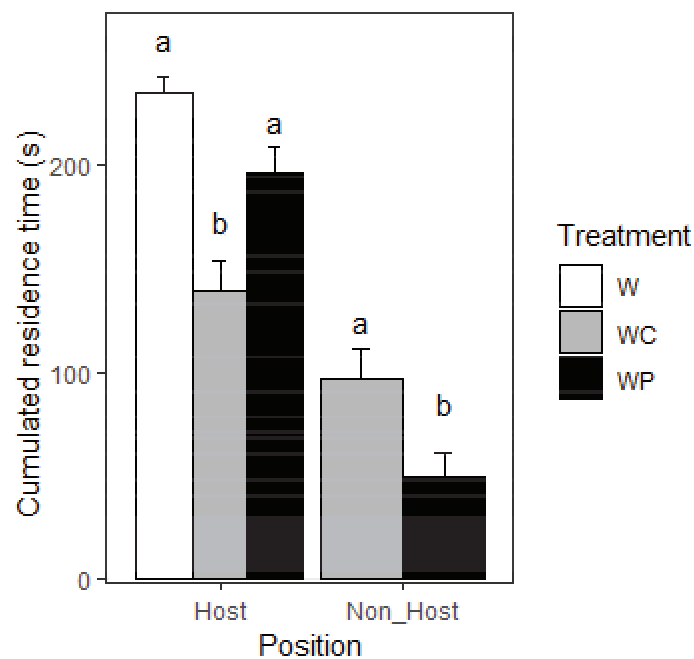 a
a
b
a
b
Cumulated residence time (s)
200
100
0
Host
Non_Host
Position
Treatment
W
WC
WP